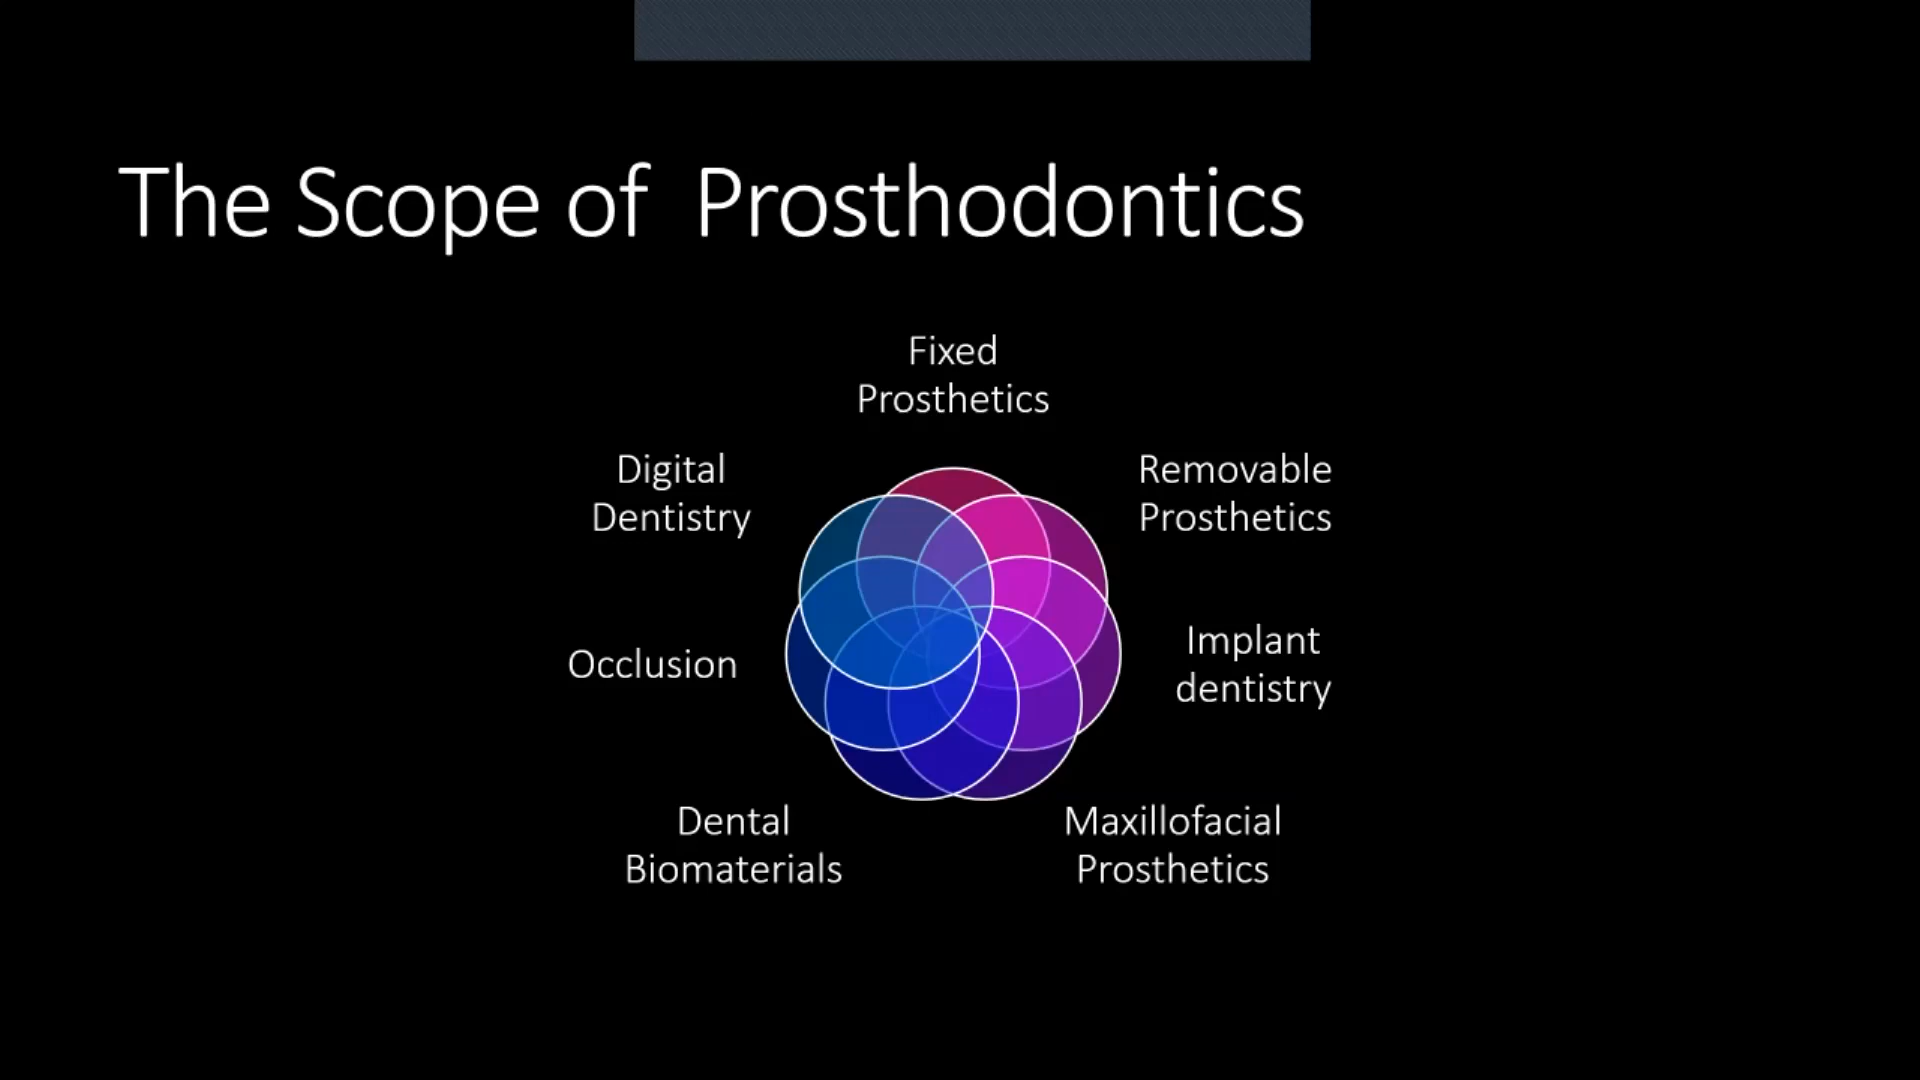 The Scope of  Prosthodontics
Fixed
Prosthetics
Removable
Prosthetics
Implant
dentistry
Maxillofacial
Prosthetics
Dental
Biomaterials
Occlusion
Digital
Dentistry